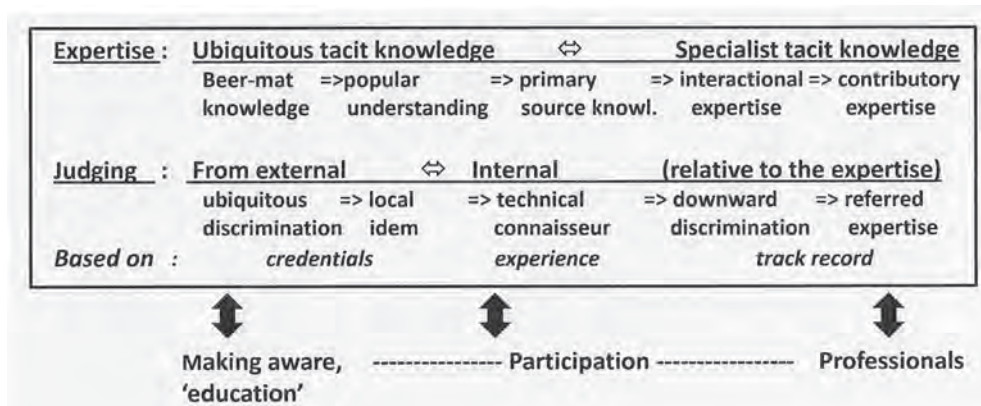 Expertise : Ubiquitous tacit knowledge ⇔ Specialist tacit knowledge
Beer-mat =>popular => primary => interactional => contributory
knowledge understanding source knowl. expertise expertise
Judging : From external ⇔ Internal (relative to the expertise)
ubiquitous => local => technical => downward => referred
discrimination idem connaisseur discrimination expertise
Based on : credentials experience track record
Making aware, --------------- Participation ---------------- Professionals
'education'